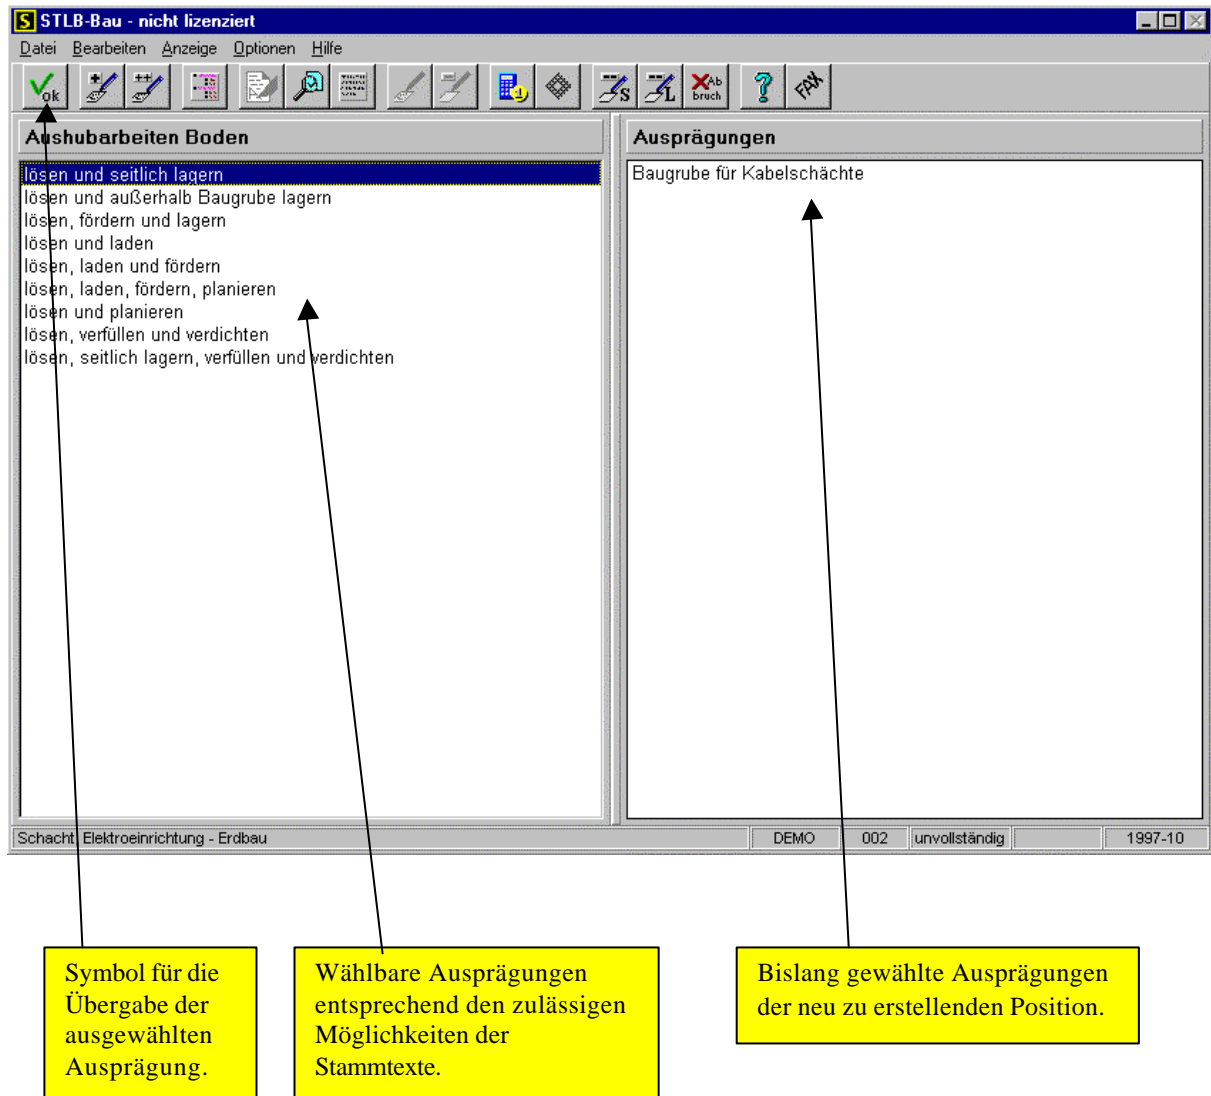 STLB-Bau - nicht lizenziert
Datei Bearbeiten Anzeige Optionen Hilfe
ok S L Ab bruch ? FAX
Aushubarbeiten Boden
lösen und seitlich lagern
lösen und außerhalb Baugrube lagern
lösen, fördern und lagern
lösen und laden
lösen, laden und fördern
lösen, laden, fördern, planieren
lösen und planieren
lösen, verfüllen und verdichten
lösen, seitlich lagern, verfüllen und verdichten
Ausprägungen
Baugrube für Kabelschächte
Schacht, Elektroeinrichtung - Erdbau DEMO 002 unvollständig 1997-10
Symbol für die
Übergabe der
ausgewählten
Ausprägung.
Wählbare Ausprägungen
entsprechend den zulässigen
Möglichkeiten der
Stammtexte.
Bislang gewählte Ausprägungen
der neu zu erstellenden Position.